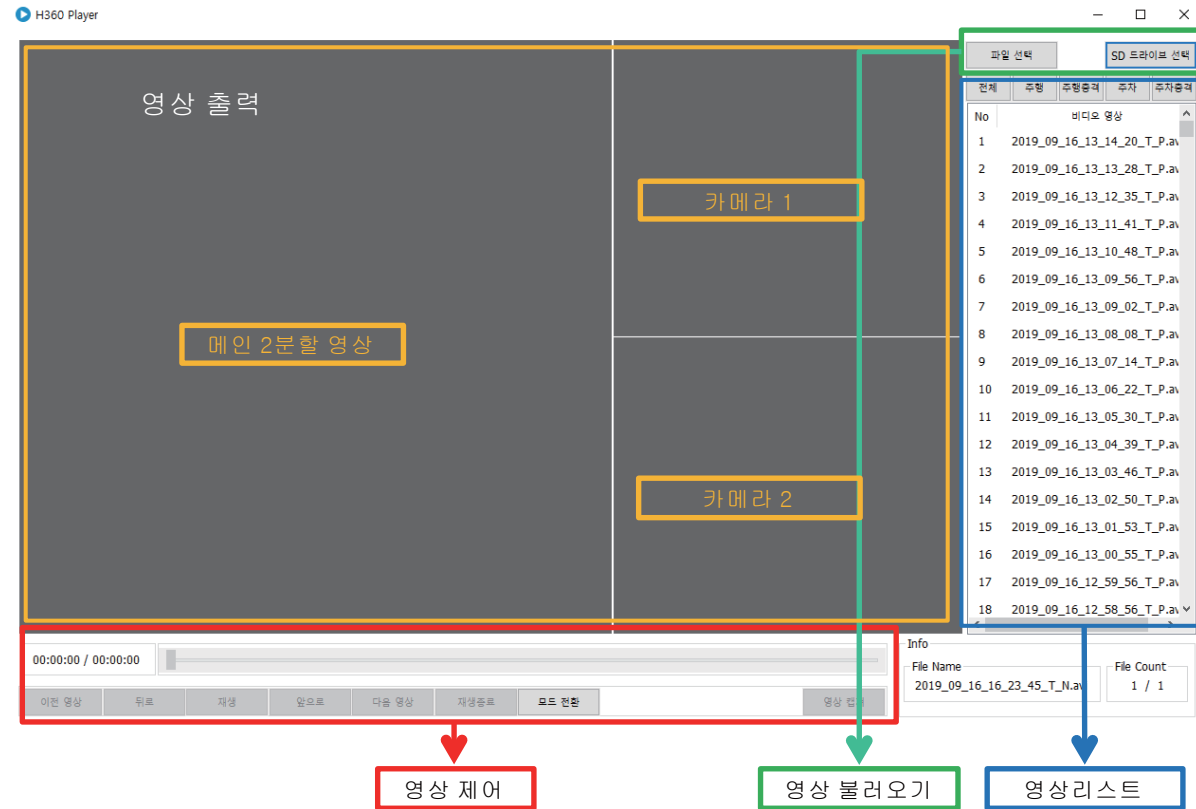 H360 Player
영상 출력
메인 2분할 영상
카메라 1
카메라 2
파일 선택 SD 드라이브 선택
전체 주행 주행충격 주차 주차충격
No 비디오 영상
1 2019_09_16_13_14_20_T_P.av
2 2019_09_16_13_13_28_T_P.av
3 2019_09_16_13_12_35_T_P.av
4 2019_09_16_13_11_41_T_P.av
5 2019_09_16_13_10_48_T_P.av
6 2019_09_16_13_09_56_T_P.av
7 2019_09_16_13_09_02_T_P.av
8 2019_09_16_13_08_08_T_P.av
9 2019_09_16_13_07_14_T_P.av
10 2019_09_16_13_06_22_T_P.av
11 2019_09_16_13_05_30_T_P.av
12 2019_09_16_13_04_39_T_P.av
13 2019_09_16_13_03_46_T_P.av
14 2019_09_16_13_02_50_T_P.av
15 2019_09_16_13_01_53_T_P.av
16 2019_09_16_13_00_55_T_P.av
17 2019_09_16_12_59_56_T_P.av
18 2019_09_16_12_58_56_T_P.av
00:00:00 / 00:00:00
이전 영상 뒤로 재생 앞으로 다음 영상 재생종료 모드 전환 영상 캡처
Info
File Name
2019_09_16_16_23_45_T_N.av
File Count
1 / 1
영상 제어
영상 불러오기
영상리스트